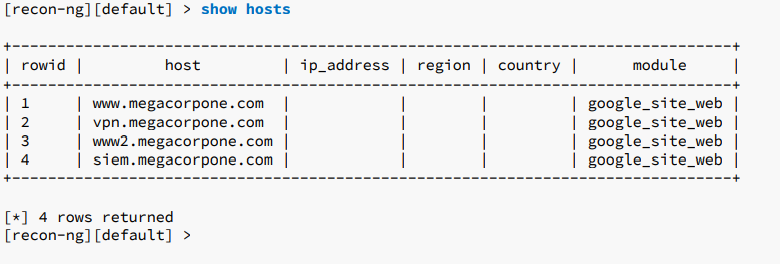 [recon-ng][default] > show hosts
+-------------------------------------------------------------------------------+
| rowid | host | ip_address | region | country | module |
+-------------------------------------------------------------------------------+
| 1 | www.megacorpone.com | | | | google_site_web |
| 2 | vpn.megacorpone.com | | | | google_site_web |
| 3 | www2.megacorpone.com | | | | google_site_web |
| 4 | siem.megacorpone.com | | | | google_site_web |
+-------------------------------------------------------------------------------+
[*] 4 rows returned
[recon-ng][default] >